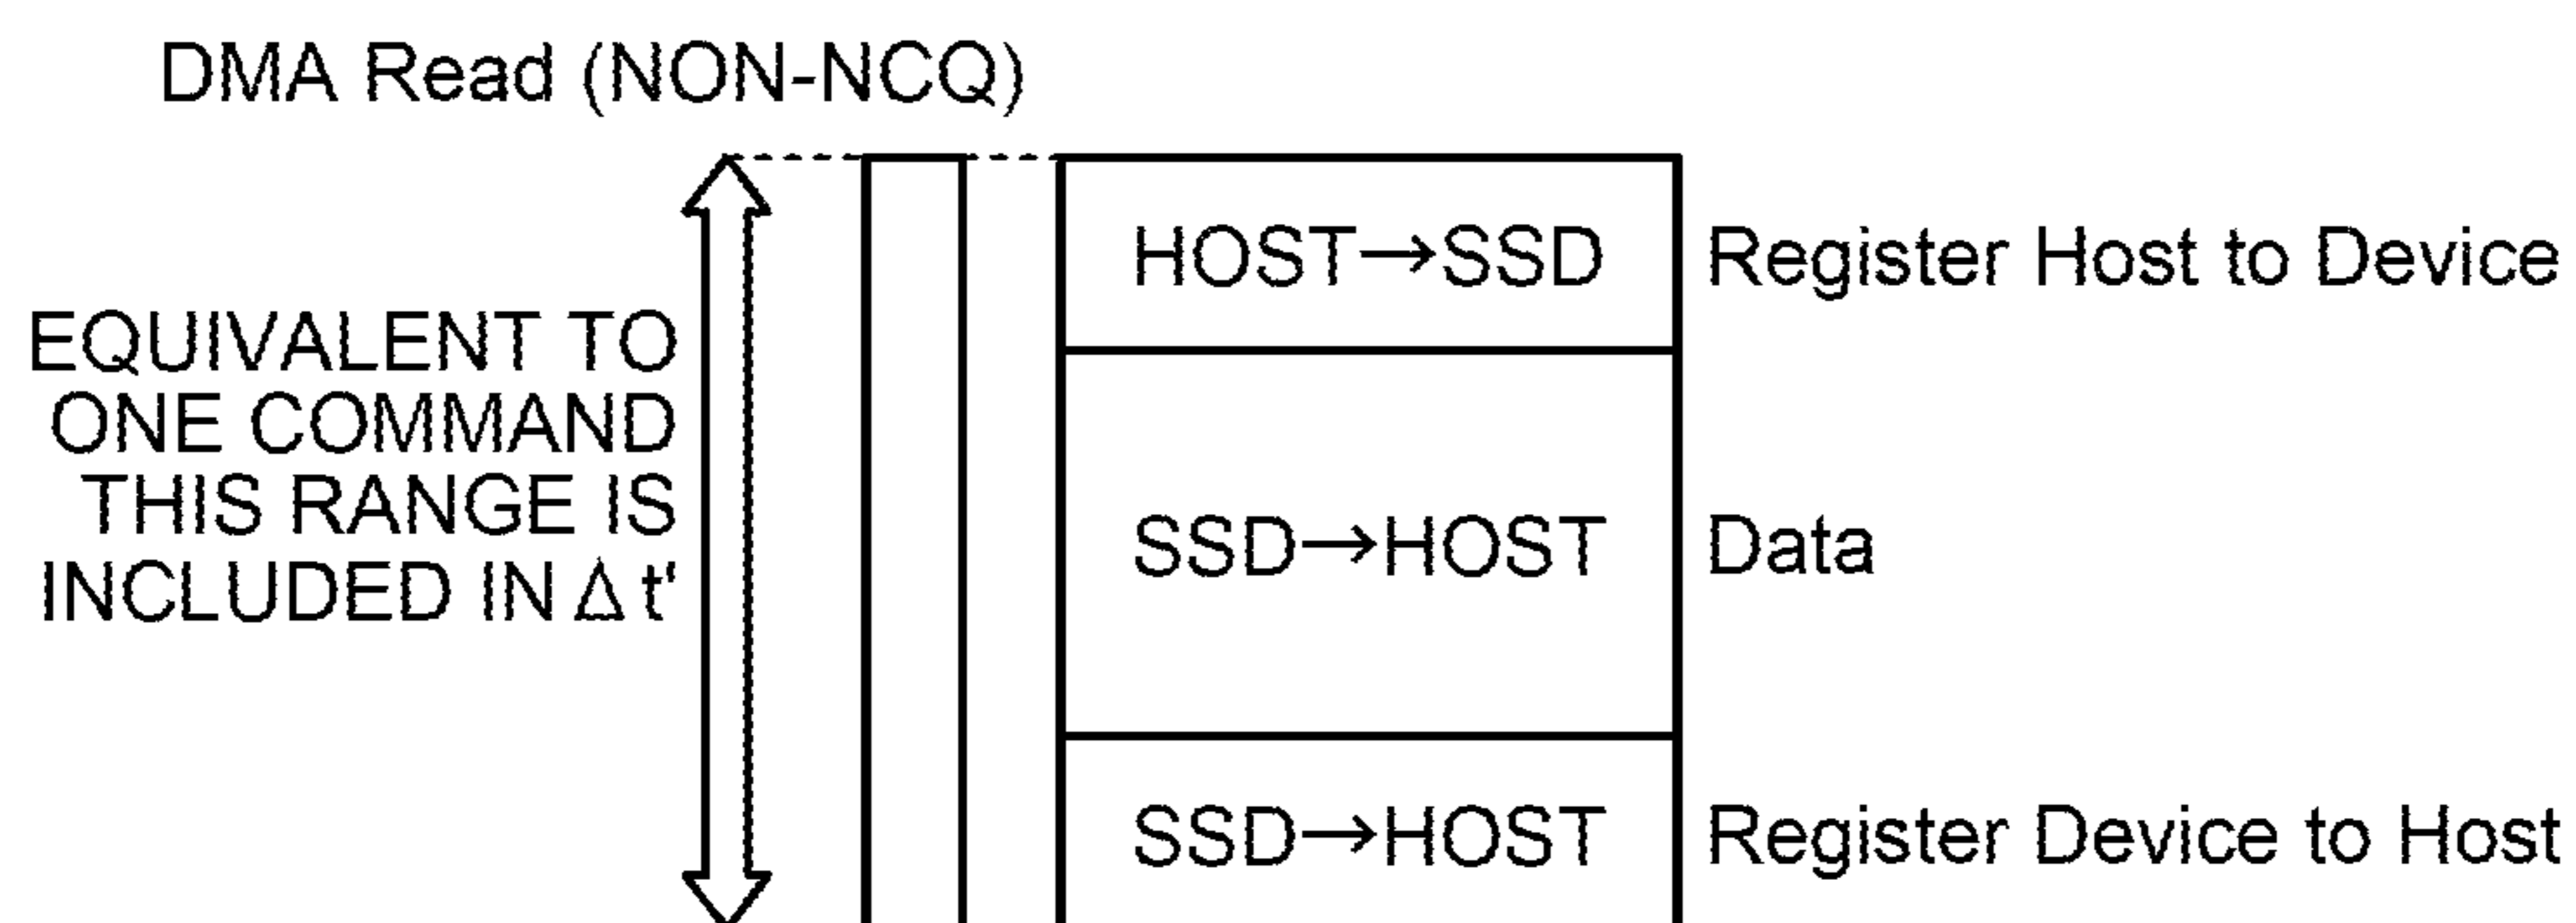 DMA Read (NON-NCQ)
HOST→SSD Register Host to Device
EQUIVALENT TO
ONE COMMAND
THIS RANGE IS
INCLUDED IN Δt'
SSD→HOST Data
SSD→HOST Register Device to Host